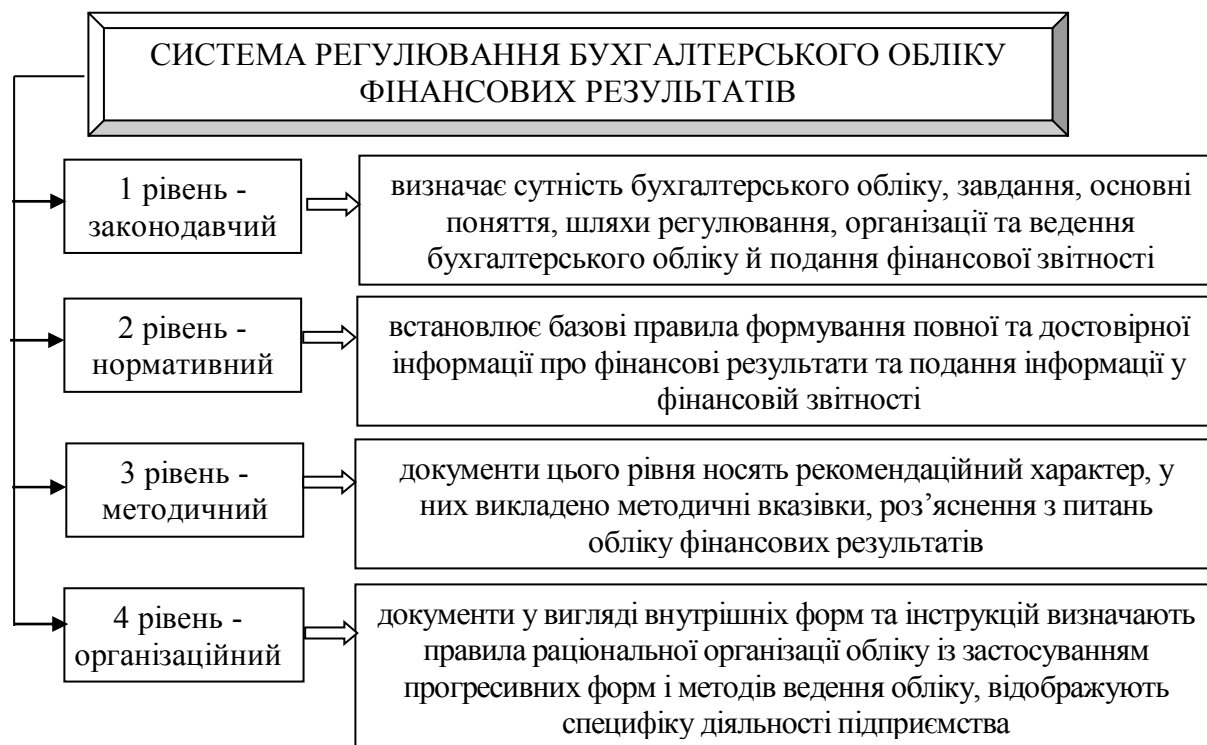 СИСТЕМА РЕГУЛЮВАННЯ БУХГАЛТЕРСЬКОГО ОБЛІКУ
ФІНАНСОВИХ РЕЗУЛЬТАТІВ
1 рівень -
законодавчий
визначає сутність бухгалтерського обліку, завдання, основні
поняття, шляхи регулювання, організації та ведення
бухгалтерського обліку й подання фінансової звітності
2 рівень -
нормативний
встановлює базові правила формування повної та достовірної
інформації про фінансові результати та подання інформації у
фінансовій звітності
3 рівень -
методичний
документи цього рівня носять рекомендаційний характер, у
них викладено методичні вказівки, роз’яснення з питань
обліку фінансових результатів
4 рівень -
організаційний
документи у вигляді внутрішніх форм та інструкцій визначають
правила раціональної організації обліку із застосуванням
прогресивних форм і методів ведення обліку, відображують
специфіку діяльності підприємства